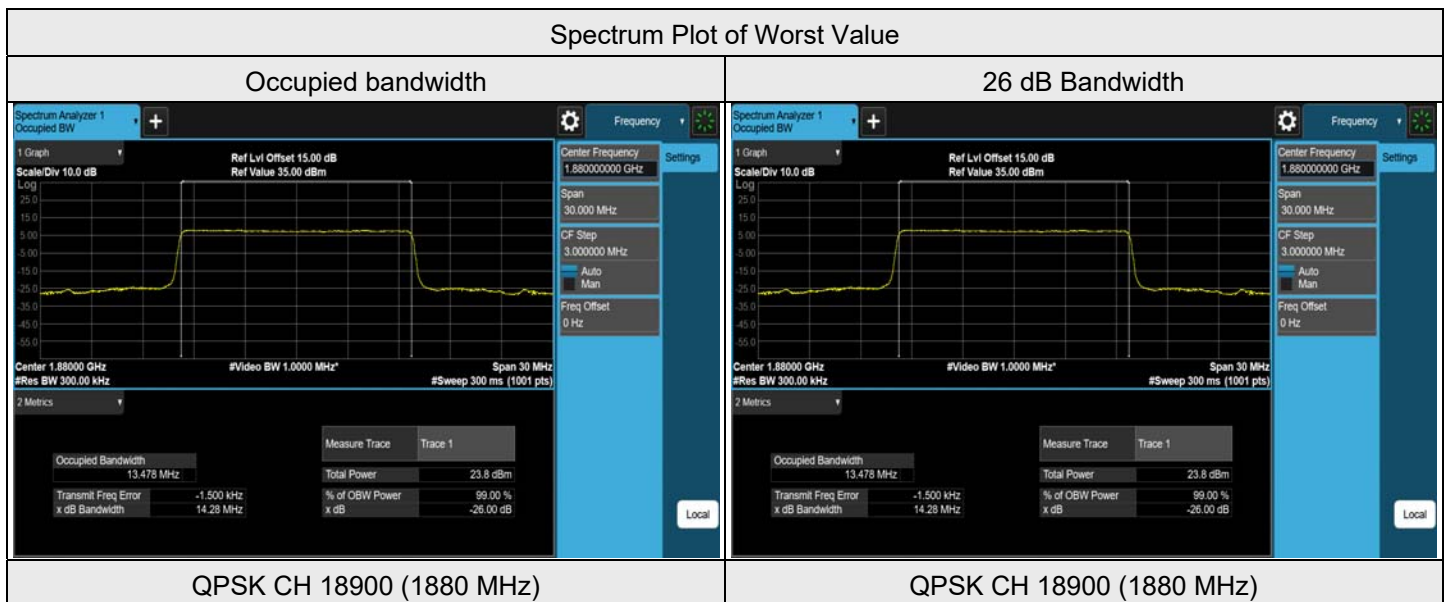 Spectrum Plot of Worst Value
Occupied bandwidth
26 dB Bandwidth
Spectrum Analyzer 1
Occupied BW
+
Frequency
1 Graph
Scale/Div 10.0 dB
Ref Lvl Offset 15.00 dB
Ref Value 35.00 dBm
Log
25.0
15.0
5.00
-5.00
-15.0
-25.0
-35.0
-45.0
-55.0
Center 1.88000 GHz
#Video BW 1.0000 MHz*
Span 30 MHz
#Res BW 300.00 kHz
#Sweep 300 ms (1001 pts)
Center Frequency
1.880000000 GHz
Settings
Span
30.000 MHz
CF Step
3.000000 MHz
Auto
Man
Freq Offset
0 Hz
2 Metrics
Measure Trace Trace 1
Occupied Bandwidth
13.478 MHz
Total Power 23.8 dBm
Transmit Freq Error -1.500 kHz
% of OBW Power 99.00 %
x dB Bandwidth 14.28 MHz
x dB -26.00 dB
Local
Spectrum Analyzer 1
Occupied BW
+
Frequency
1 Graph
Scale/Div 10.0 dB
Ref Lvl Offset 15.00 dB
Ref Value 35.00 dBm
Log
25.0
15.0
5.00
-5.00
-15.0
-25.0
-35.0
-45.0
-55.0
Center 1.88000 GHz
#Video BW 1.0000 MHz*
Span 30 MHz
#Res BW 300.00 kHz
#Sweep 300 ms (1001 pts)
Center Frequency
1.880000000 GHz
Settings
Span
30.000 MHz
CF Step
3.000000 MHz
Auto
Man
Freq Offset
0 Hz
2 Metrics
Measure Trace Trace 1
Occupied Bandwidth
13.478 MHz
Total Power 23.8 dBm
Transmit Freq Error -1.500 kHz
% of OBW Power 99.00 %
x dB Bandwidth 14.28 MHz
x dB -26.00 dB
Local
QPSK CH 18900 (1880 MHz)
QPSK CH 18900 (1880 MHz)